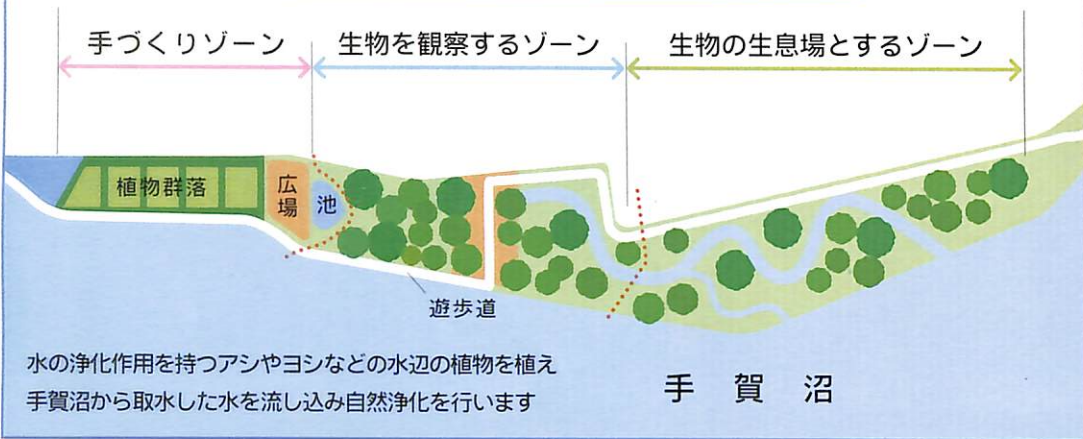 手づくりゾーン
生物を観察するゾーン
生物の生息場とするゾーン
植物群落
広場
池
遊歩道
水の浄化作用を持つアシやヨシなどの水辺の植物を植え
手賀沼から取水した水を流し込み自然浄化を行います
手賀沼